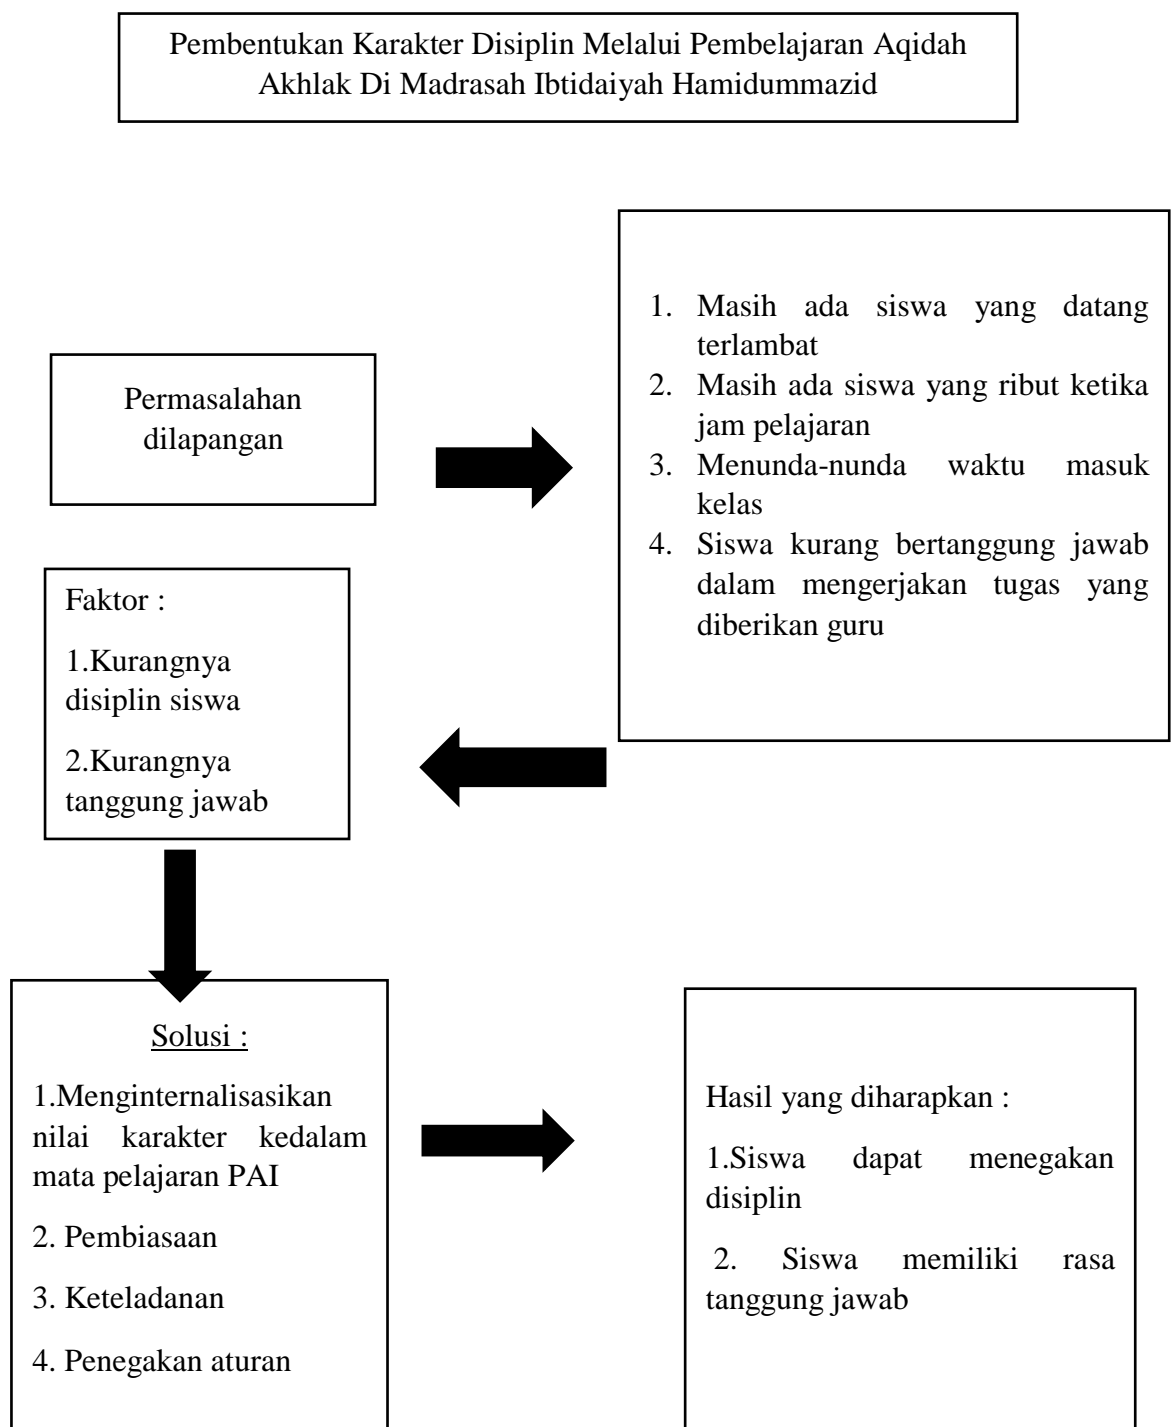 Pembentukan Karakter Disiplin Melalui Pembelajaran Aqidah
Akhlak Di Madrasah Ibtidaiyah Hamidummazid
Permasalahan
dilapangan
1. Masih ada siswa yang datang
terlambat
2. Masih ada siswa yang ribut ketika
jam pelajaran
3. Menunda-nunda waktu masuk
kelas
4. Siswa kurang bertanggung jawab
dalam mengerjakan tugas yang
diberikan guru
Faktor :
1.Kurangnya
disiplin siswa
2.Kurangnya
tanggung jawab
Solusi :
1.Menginternalisasikan
nilai karakter kedalam
mata pelajaran PAI
2. Pembiasaan
3. Keteladanan
4. Penegakan aturan
Hasil yang diharapkan :
1.Siswa dapat menegakan
disiplin
2. Siswa memiliki rasa
tanggung jawab